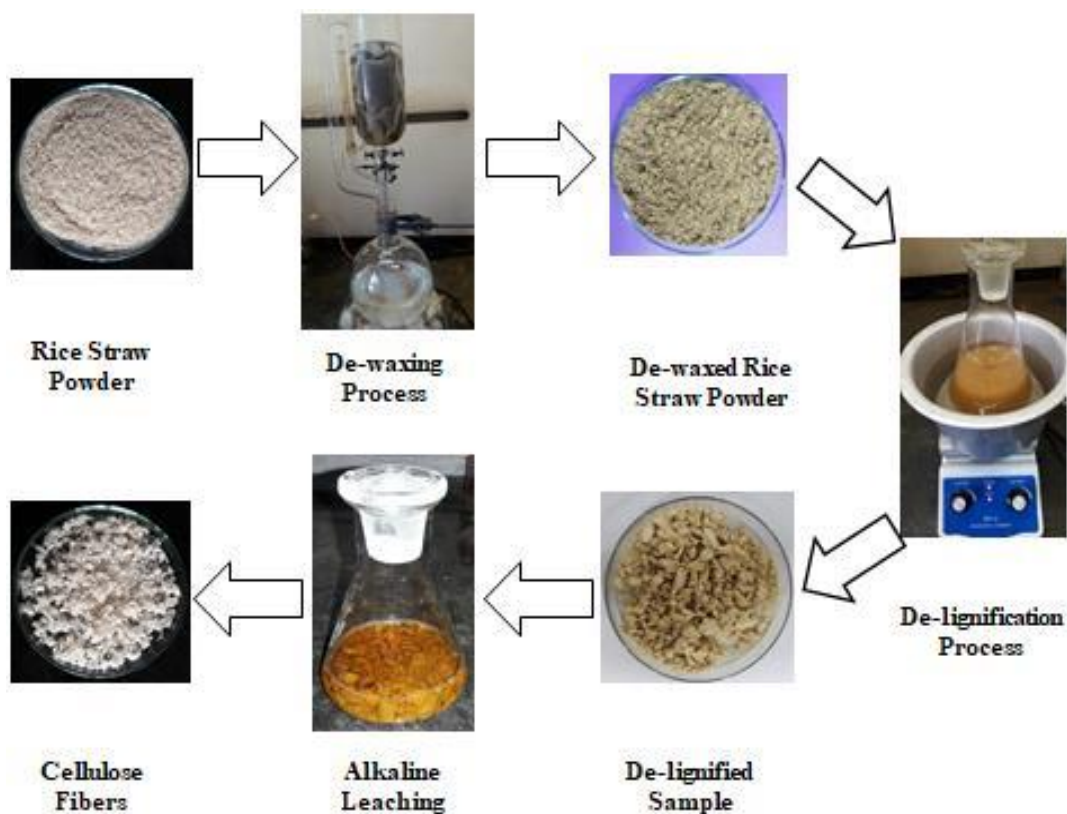 Rice Straw
Powder
De-waxing
Process
De-waxed Rice
Straw Powder
De-lignification
Process
De-lignified
Sample
Alkaline
Leaching
Cellulose
Fibers